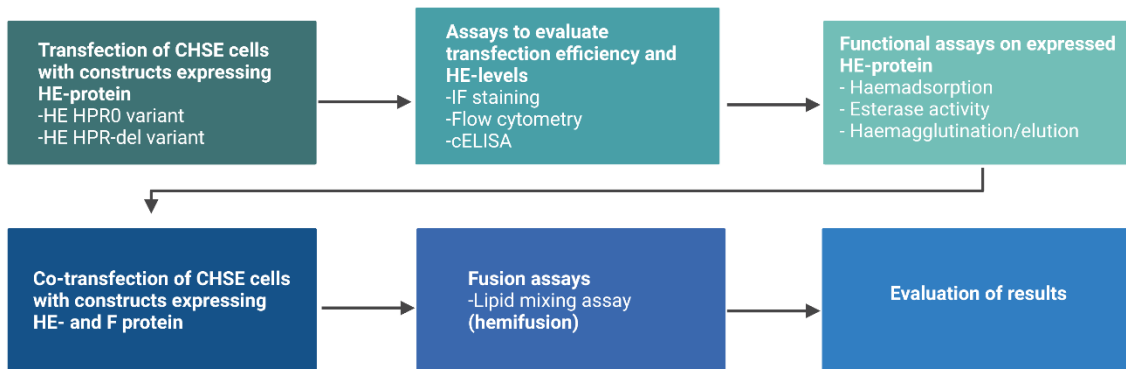 Transfection of CHSE cells
with constructs expressing
HE-protein
-HE HPR0 variant
-HE HPR-del variant
Assays to evaluate
transfection efficiency and
HE-levels
-IF staining
-Flow cytometry
-cELISA
Functional assays on expressed
HE-protein
- Haemadsorption
- Esterase activity
- Haemagglutination/elution
Co-transfection of CHSE cells
with constructs expressing
HE- and F protein
Fusion assays
-Lipid mixing assay
(hemifusion)
Evaluation of results